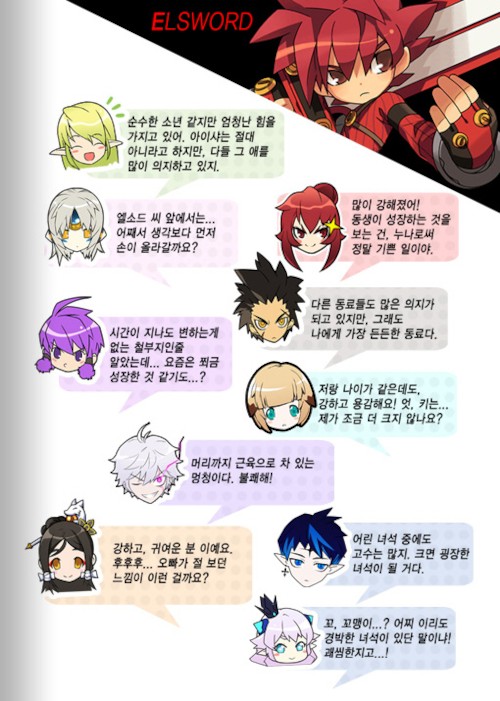 ELSWORD
순수한 소년 같지만 엄청난 힘을
가지고 있어. 아이샤는 절대
아니라고 하지만, 다들 그 애를
많이 의지하고 있지.
엘소드 씨 앞에서는...
어째서 생각보다 먼저
손이 올라갈까요?
많이 강해졌어!
동생이 성장하는 것을
보는 건, 누나로써
정말 기쁜 일이야.
다른 동료들도 많은 의지가
되고 있지만, 그래도
나에게 가장 든든한 동료다.
시간이 지나도 변하는게
없는 철부지인줄
알았는데... 요즘은 쬐금
성장한 것 같기도...?
저랑 나이가 같은데도,
강하고 용감해요! 엇, 키는...
제가 조금 더 크지 않나요?
머리까지 근육으로 차 있는
멍청이다. 불쾌해!
강하고, 귀여운 분 이예요.
후후후... 오빠가 절 보던
느낌이 이런 걸까요?
어린 녀석 중에도
고수는 많지. 크면 굉장한
녀석이 될 거다.
꼬, 꼬맹이...? 어찌 이리도
경박한 녀석이 있단 말이냐!
괘씸한지고...!